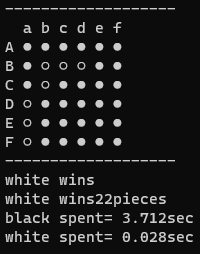 -------------------
  a b c d e f
A ● ● ● ● ● ●
B ● ○ ○ ○ ● ●
C ● ○ ● ● ● ●
D ○ ● ● ● ● ●
E ○ ● ● ● ● ●
F ○ ● ● ● ● ●
-------------------
white wins
white wins22pieces
black spent= 3.712sec
white spent= 0.028sec